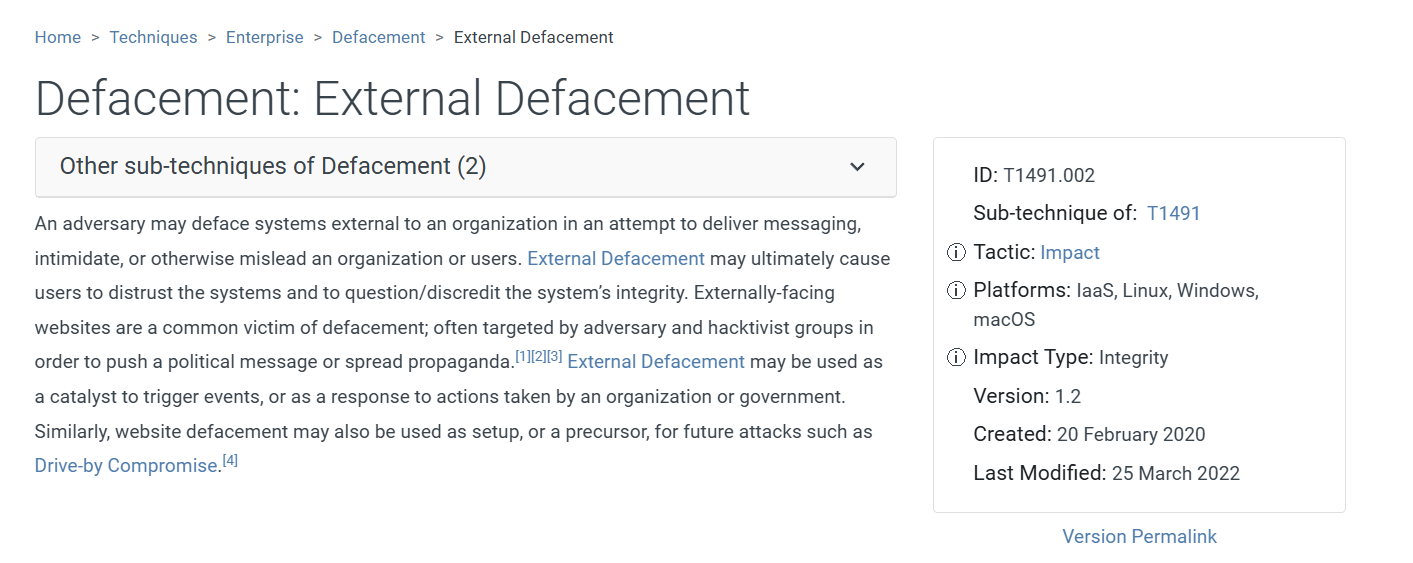 Home > Techniques > Enterprise > Defacement > External Defacement
Defacement: External Defacement
Other sub-techniques of Defacement (2)
An adversary may deface systems external to an organization in an attempt to deliver messaging,
intimidate, or otherwise mislead an organization or users. External Defacement may ultimately cause
users to distrust the systems and to question/discredit the system’s integrity. Externally-facing
websites are a common victim of defacement; often targeted by adversary and hacktivist groups in
order to push a political message or spread propaganda.[1][2][3] External Defacement may be used as
a catalyst to trigger events, or as a response to actions taken by an organization or government.
Similarly, website defacement may also be used as setup, or a precursor, for future attacks such as
Drive-by Compromise.[4]
ID: T1491.002
Sub-technique of: T1491
ⓘ Tactic: Impact
ⓘ Platforms: IaaS, Linux, Windows,
macOS
ⓘ Impact Type: Integrity
Version: 1.2
Created: 20 February 2020
Last Modified: 25 March 2022
Version Permalink